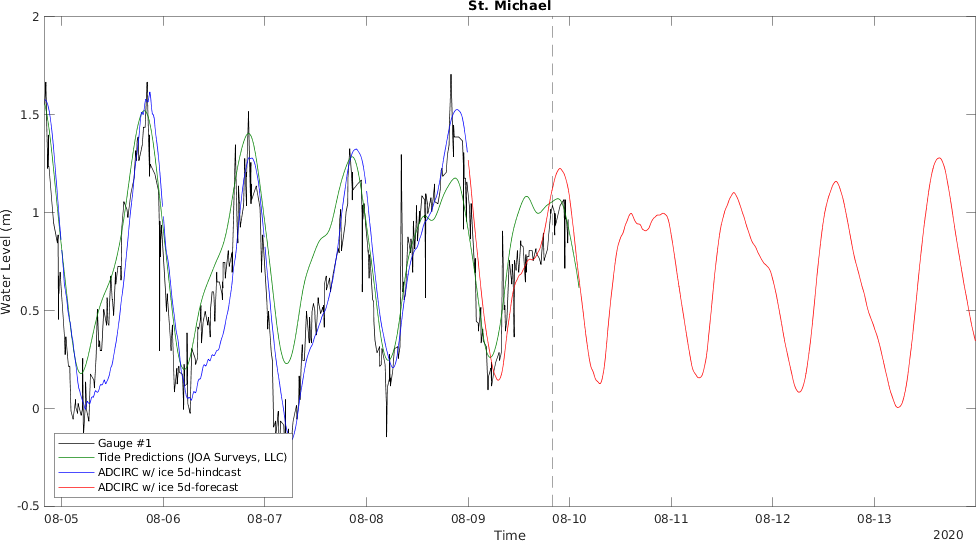 St. Michael
Water Level (m)
2
1.5
1
0.5
0
-0.5
Gauge #1
Tide Predictions (JOA Surveys, LLC)
ADCIRC w/ ice 5d-hindcast
ADCIRC w/ ice 5d-forecast
08-05 08-06 08-07 08-08 08-09 08-10 08-11 08-12 08-13
Time
2020